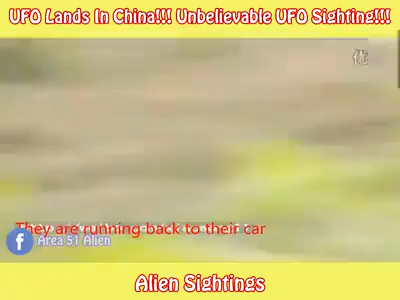 UFO Lands In China!!! Unbelievable UFO Sighting!!!
优
They are running back to their car
Area 51 Alien
Alien Sightings